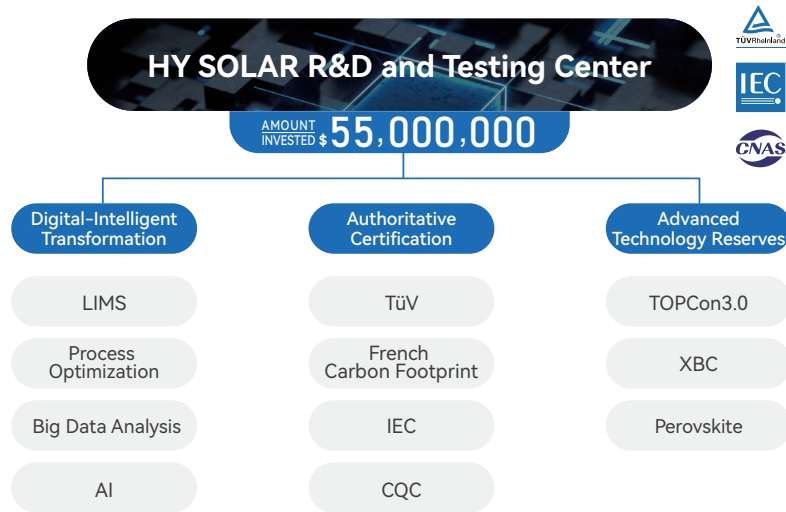 HY SOLAR R&D and Testing Center
AMOUNT
INVESTED $ 55,000,000
TÜVRheinland®
IEC
CNAS
Digital-Intelligent
Transformation
Authoritative
Certification
Advanced
Technology Reserves
LIMS
TüV
TOPCon3.0
Process
Optimization
French
Carbon Footprint
XBC
Big Data Analysis
IEC
Perovskite
AI
CQC